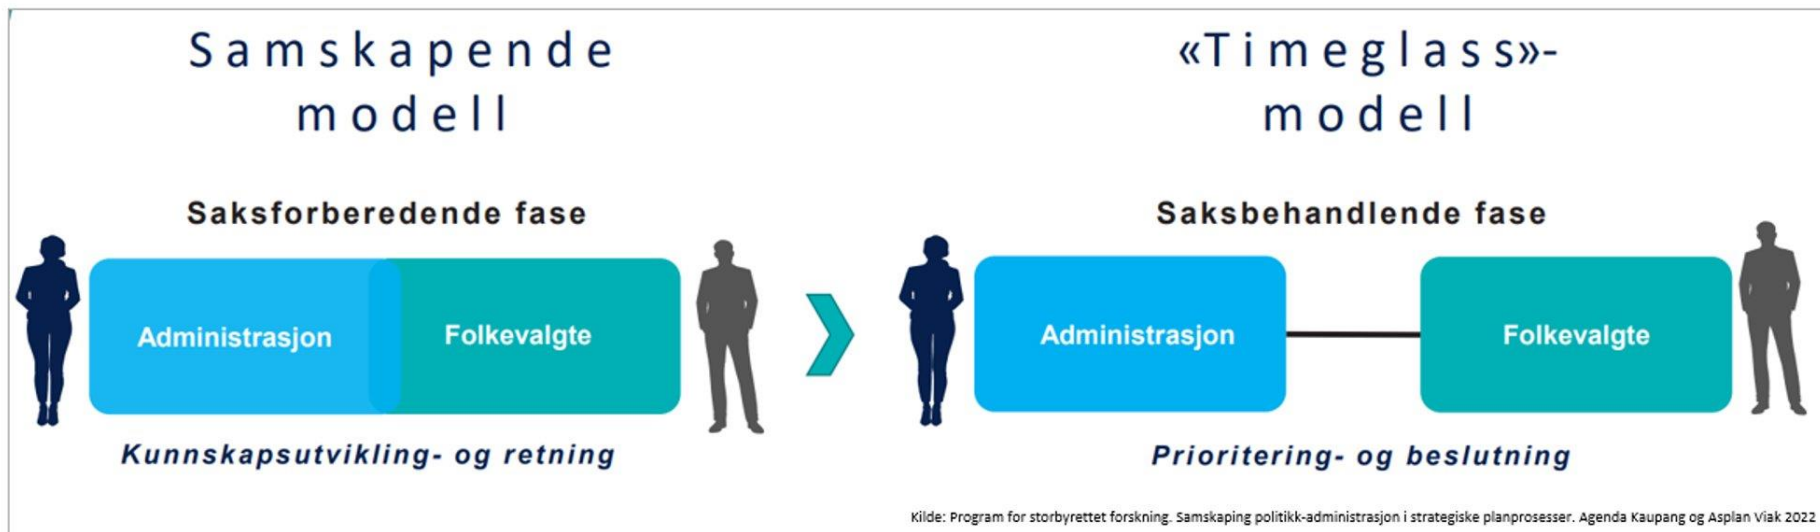 Samskapende
modell
Saksforberedende fase
Administrasjon
Folkevalgte
Kunnskapsutvikling- og retning
«Timeglass»-
modell
Saksbehandlende fase
Administrasjon
Folkevalgte
Prioritering- og beslutning
Kilde: Program for storbyrettet forskning. Samskaping politikk-administrasjon i strategiske planprosesser. Agenda Kaupang og Asplan Viak 2022